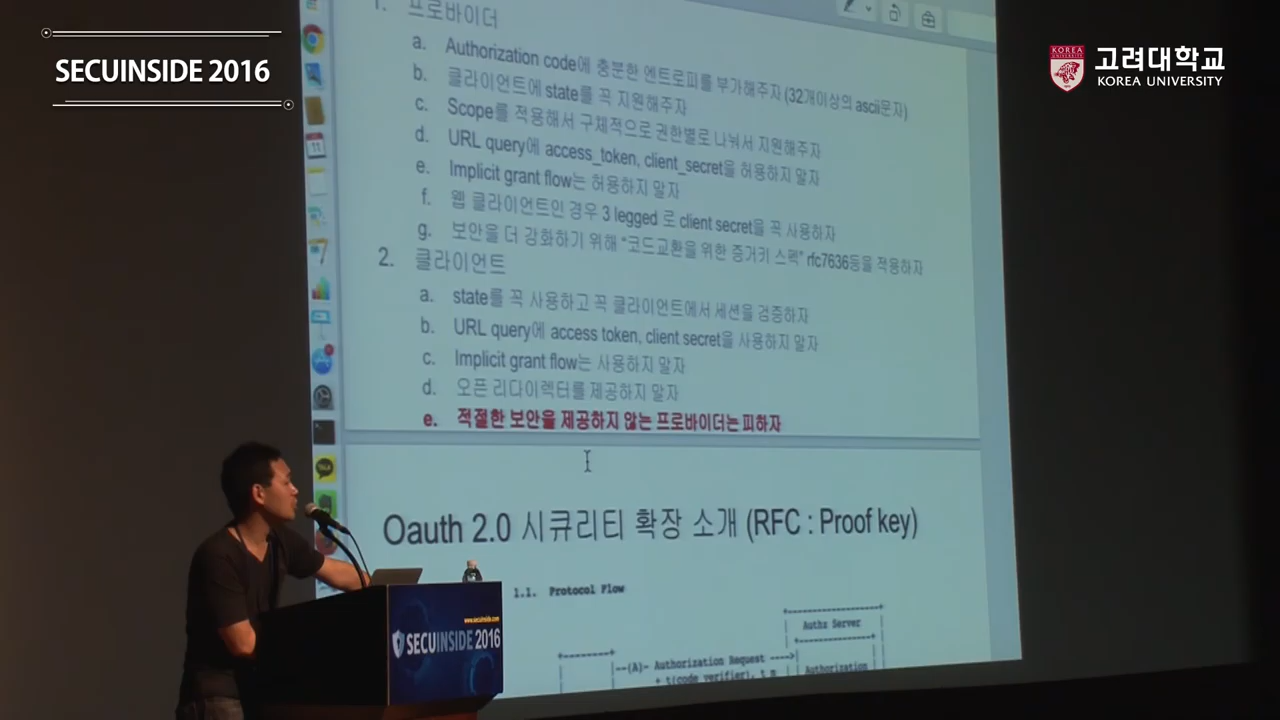 SECUINSIDE 2016
KOREA UNIVERSITY
고려대학교
KOREA UNIVERSITY
1. 프로바이더
a. Authorization code에 충분한 엔트로피를 부가해주자 (32개이상의 ascii문자)
b. 클라이언트에 state를 꼭 지원해주자
c. Scope를 적용해서 구체적으로 권한별로 나눠서 지원해주자
d. URL query에 access_token, client_secret을 허용하지 말자
e. Implicit grant flow는 허용하지 말자
f. 웹 클라이언트인 경우 3 legged 로 client secret을 꼭 사용하자
g. 보안을 더 강화하기 위해 “코드교환을 위한 증거키 스펙” rfc7636등을 적용하자
2. 클라이언트
a. state를 꼭 사용하고 꼭 클라이언트에서 세션을 검증하자
b. URL query에 access token, client secret을 사용하지 말자
c. Implicit grant flow는 사용하지 말자
d. 오픈 리다이렉터를 제공하지 말자
e. 적절한 보안을 제공하지 않는 프로바이더는 피하자
Oauth 2.0 시큐리티 확장 소개 (RFC : Proof key)
1.1. Protocol Flow
Authz Server
--(A)- Authorization Request ---->
+ t(code_verifier), t_m
Authorization
11
TALK
www.secuinside.com
SECUINSIDE 2016